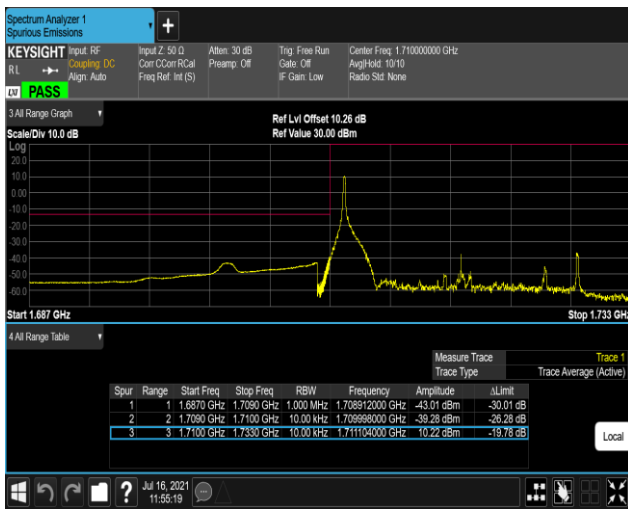 Spectrum Analyzer 1
Spurious Emissions
KEYSIGHT Input: RF Input Z: 50 Ω Atten: 30 dB Trig: Free Run Center Freq: 1.710000000 GHz
RL Coupling: DC Corr CCorr RCal Preamp: Off Gate: Off Avg|Hold: 10/10
Align: Auto Freq Ref: Int (S) IF Gain: Low Radio Std: None
LXI PASS
3 All Range Graph
Ref Lvl Offset 10.26 dB
Scale/Div 10.0 dB Ref Value 30.00 dBm
Log
20.0
10.0
0.00
-10.0
-20.0
-30.0
-40.0
-50.0
-60.0
Start 1.687 GHz Stop 1.733 GHz
4 All Range Table
Measure Trace Trace 1
Trace Type Trace Average (Active)
Spur Range Start Freq Stop Freq RBW Frequency Amplitude ΔLimit
1 1 1.6870 GHz 1.7090 GHz 1.000 MHz 1.708912000 GHz -43.01 dBm -30.01 dB
2 2 1.7090 GHz 1.7100 GHz 10.00 kHz 1.709998000 GHz -39.28 dBm -26.28 dB
3 3 1.7100 GHz 1.7330 GHz 10.00 kHz 1.711104000 GHz 10.22 dBm -19.78 dB
Local
? Jul 16, 2021
11:55:19